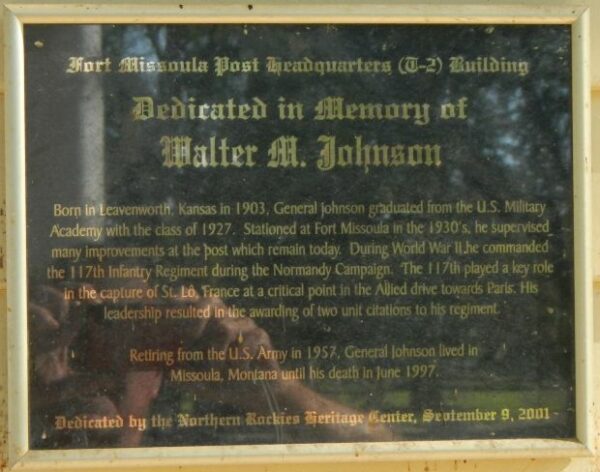 Fort Missoula Post Headquarters (T-2) Building
Dedicated in Memory of
Walter M. Johnson
Born in Leavenworth, Kansas in 1903, General Johnson graduated from the U.S. Military
Academy with the class of 1927. Stationed at Fort Missoula in the 1930's, he supervised
many improvements at the post which remain today. During World War II he commanded
the 117th Infantry Regiment during the Normandy Campaign. The 117th played a key role
in the capture of St. Lô, France at a critical point in the Allied drive towards Paris. His
leadership resulted in the awarding of two unit citations to his regiment.
Retiring from the U.S. Army in 1957, General Johnson lived in
Missoula, Montana until his death in June 1997.
Dedicated by the Northern Rockies Heritage Center, September 9, 2001